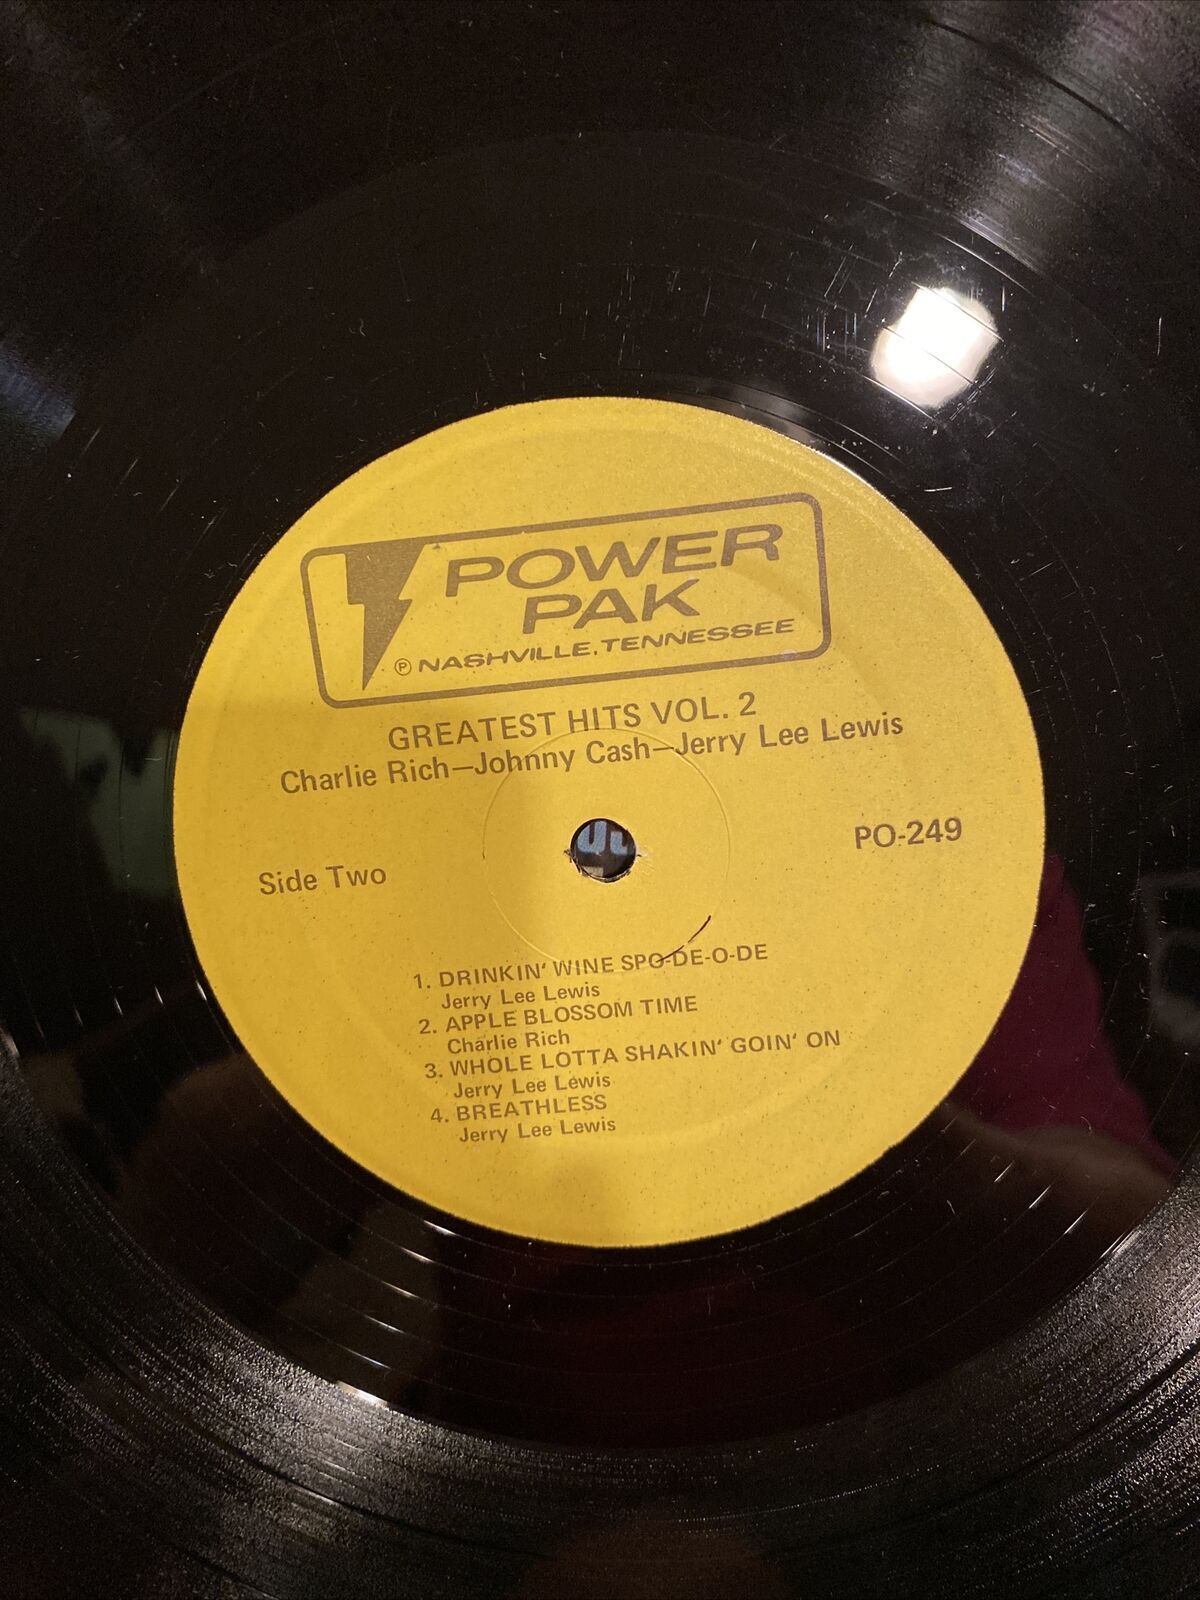 POWER
PAK
Ⓟ NASHVILLE, TENNESSEE
GREATEST HITS VOL. 2
Charlie Rich—Johnny Cash—Jerry Lee Lewis
PO-249
Side Two
1. DRINKIN' WINE SPO-DE-O-DE
Jerry Lee Lewis
2. APPLE BLOSSOM TIME
Charlie Rich
3. WHOLE LOTTA SHAKIN' GOIN' ON
Jerry Lee Lewis
4. BREATHLESS
Jerry Lee Lewis